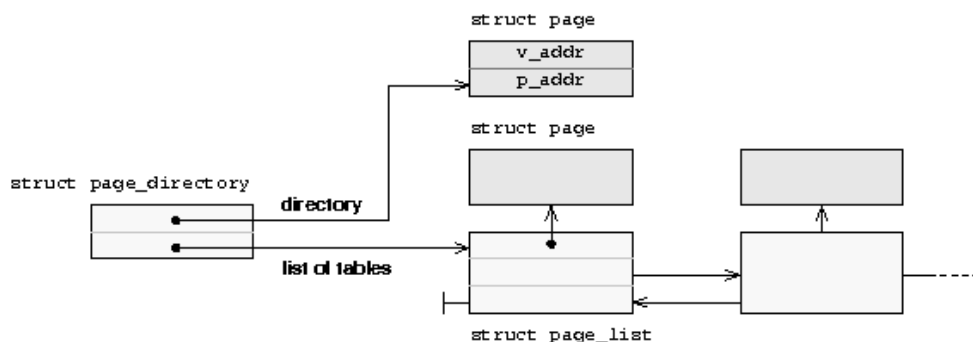 struct page
v_addr
p_addr
struct page
struct page_directory
directory
list of tables
struct page_list